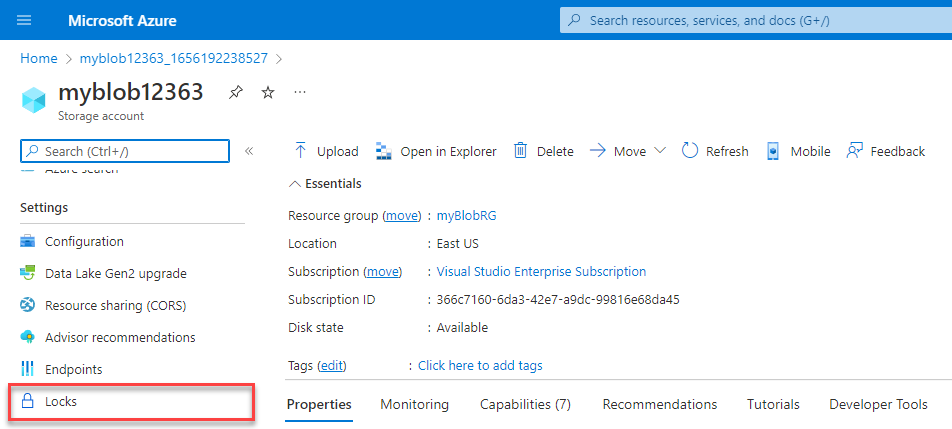 Microsoft Azure
Search resources, services, and docs (G+/)
Home > myblob12363_1656192238527 >
myblob12363
Storage account
Search (Ctrl+/)
«
Upload
Open in Explorer
Delete
Move
Refresh
Mobile
Feedback
Azure search
Settings
Configuration
Data Lake Gen2 upgrade
Resource sharing (CORS)
Advisor recommendations
Endpoints
Locks
Essentials
Resource group (move) : myBlobRG
Location : East US
Subscription (move) : Visual Studio Enterprise Subscription
Subscription ID : 366c7160-6da3-42e7-a9dc-99816e68da45
Disk state : Available
Tags (edit) : Click here to add tags
Properties
Monitoring
Capabilities (7)
Recommendations
Tutorials
Developer Tools